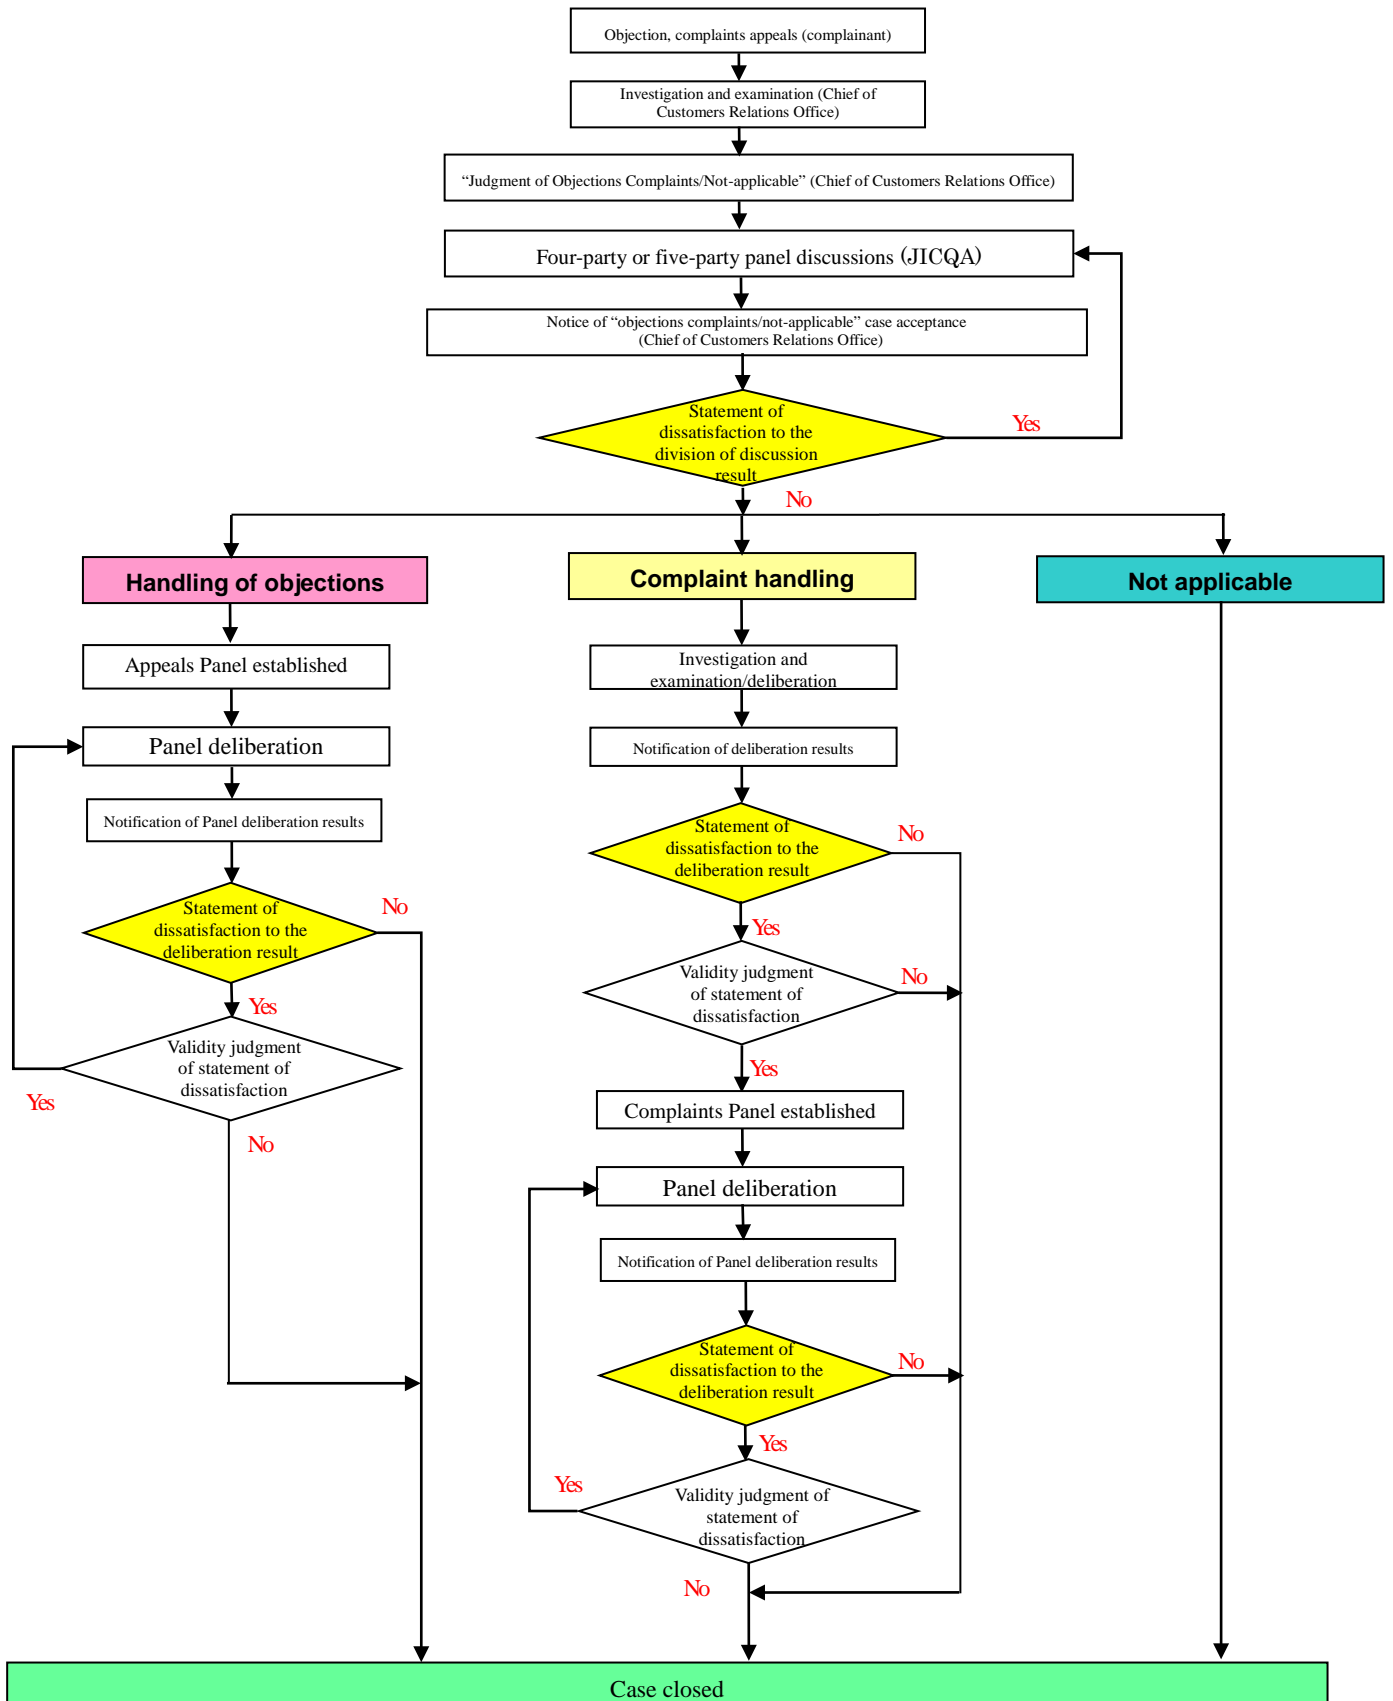 Objection, complaints appeals (complainant)
Investigation and examination (Chief of
Customers Relations Office)
“Judgment of Objections Complaints/Not-applicable” (Chief of Customers Relations Office)
Four-party or five-party panel discussions (JICQA)
Notice of “objections complaints/not-applicable” case acceptance
(Chief of Customers Relations Office)
Statement of
dissatisfaction to the
division of discussion
result
Yes
No
Handling of objections
Appeals Panel established
Panel deliberation
Notification of Panel deliberation results
Statement of
dissatisfaction to the
deliberation result
No
Yes
Validity judgment
of statement of
dissatisfaction
Yes
No
Complaint handling
Investigation and
examination/deliberation
Notification of deliberation results
Statement of
dissatisfaction to the
deliberation result
No
Yes
Validity judgment
of statement of
dissatisfaction
No
Yes
Complaints Panel established
Panel deliberation
Notification of Panel deliberation results
Statement of
dissatisfaction to the
deliberation result
No
Yes
Validity judgment of
statement of
dissatisfaction
Yes
No
Not applicable
Case closed